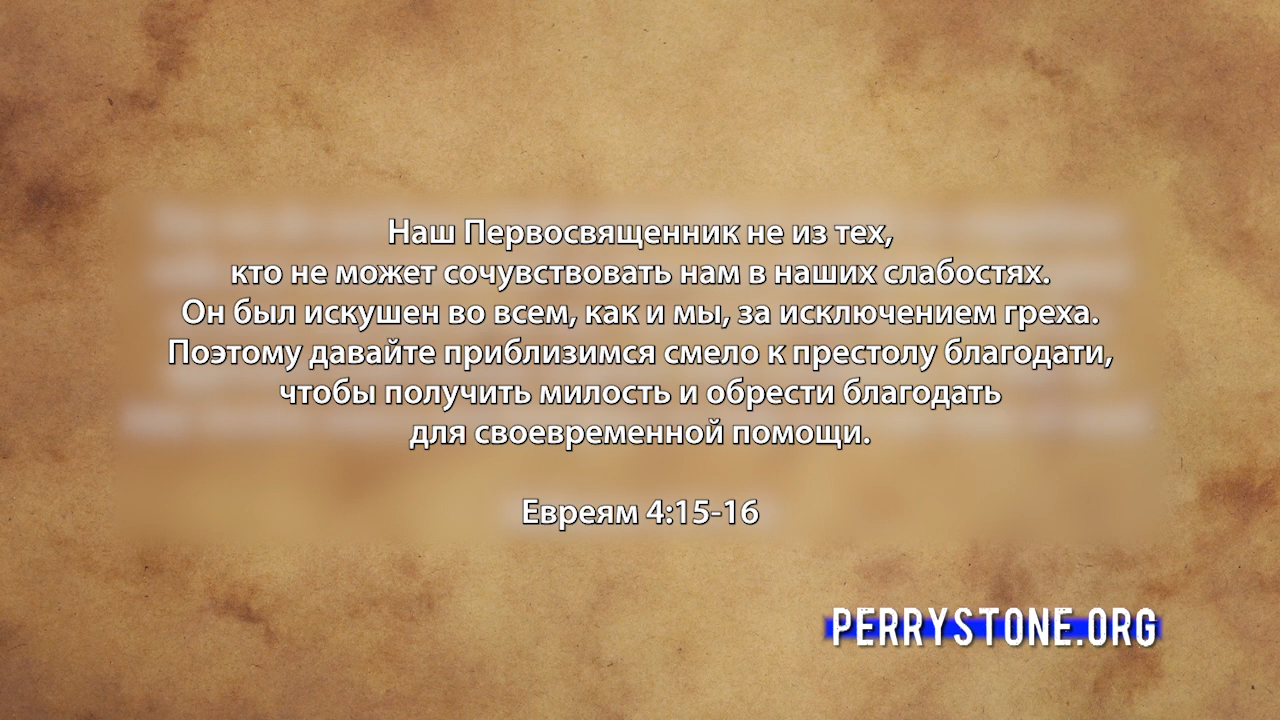 Наш Первосвященник не из тех,
кто не может сочувствовать нам в наших слабостях.
Он был искушен во всем, как и мы, за исключением греха.
Поэтому давайте приблизимся смело к престолу благодати,
чтобы получить милость и обрести благодать
для своевременной помощи.
Евреям 4:15-16
PERRYSTONE.ORG